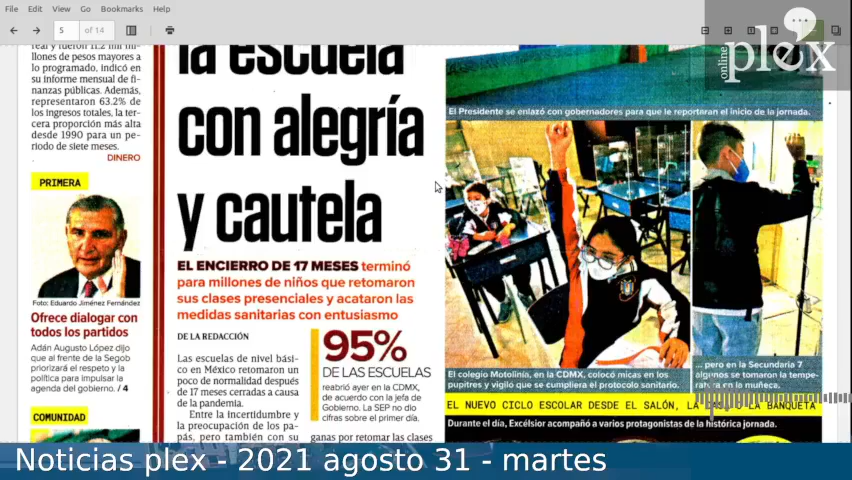 File Edit View Go Bookmarks Help
5 of 14
online
plex
real y fueron 11.2 mil mi-
llones de pesos mayores a
lo programado, indicó en
su informe mensual de fi-
nanzas públicas. Además,
representaron 63.2% de
los ingresos totales, la ter-
cera proporción más alta
desde 1990 para un pe-
riodo de siete meses.
DINERO
PRIMERA
Foto: Eduardo Jiménez Fernández
Ofrece dialogar con
todos los partidos
Adán Augusto López dijo
que al frente de la Segob
priorizará el respeto y la
política para impulsar la
agenda del gobierno. / 4
COMUNIDAD
la escuela
con alegría
y cautela
EL ENCIERRO DE 17 MESES terminó
para millones de niños que retomaron
sus clases presenciales y acataron las
medidas sanitarias con entusiasmo
DE LA REDACCIÓN
Las escuelas de nivel bási-
co en México retomaron un
poco de normalidad después
de 17 meses cerradas a causa
de la pandemia.
Entre la incertidumbre y
la preocupación de los pa-
pás, pero también con su
95%
DE LAS ESCUELAS
reabrió ayer en la CDMX,
de acuerdo con la jefa de
Gobierno. La SEP no dio
cifras sobre el primer día.
ganas por retomar las clases
El Presidente se enlazó con gobernadores para que le reportaran el inicio de la jornada.
El colegio Motolinía, en la CDMX, colocó micas en los
pupitres y vigiló que se cumpliera el protocolo sanitario.
... pero en la Secundaria 7
algunos se tomaron la tempe-
ratura en la muñeca.
EL NUEVO CICLO ESCOLAR DESDE EL SALÓN, LA BANQUETA
Durante el día, Excélsior acompañó a varios protagonistas de la histórica jornada.
Noticias plex - 2021 agosto 31 - martes